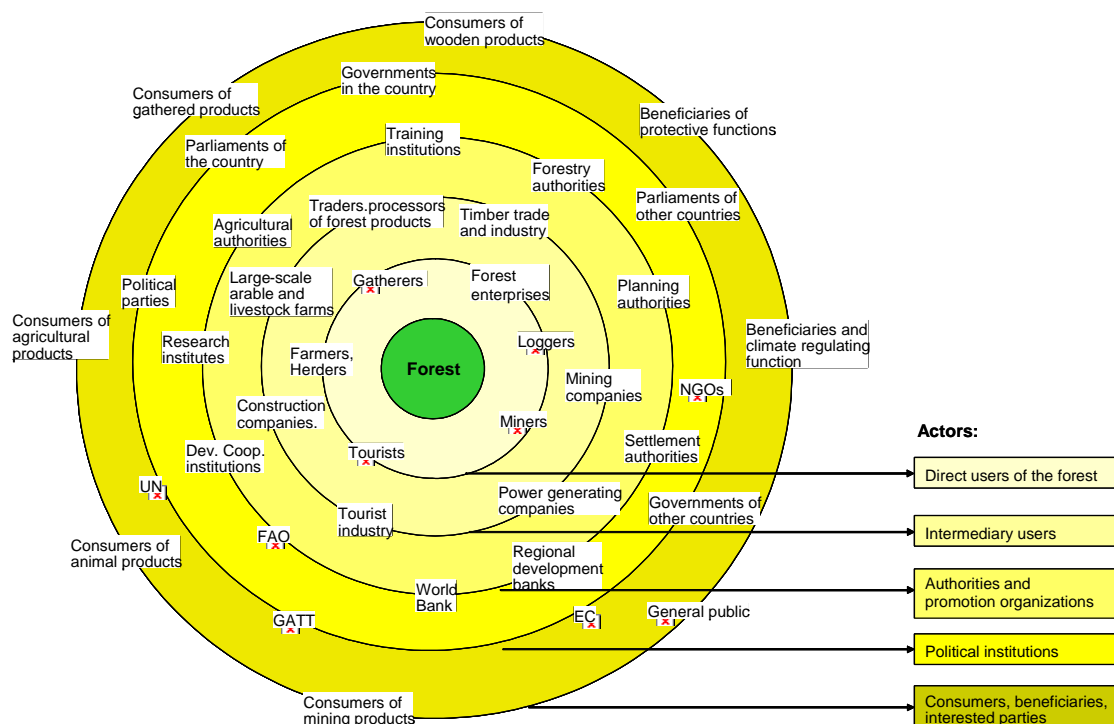 Consumers of
wooden products
Governments
in the country
Consumers of
gathered products
Beneficiaries of
protective functions
Training
institutions
Parliaments of
the country
Forestry
authorities
Parliaments of
other countries
Traders.processors
of forest products
Timber trade
and industry
Agricultural
authorities
Large-scale
arable and
livestock farms
Gatherers
Forest
enterprises
Planning
authorities
Political
parties
Consumers of
agricultural products
Research
institutes
Farmers,
Herders
Forest
Loggers
Beneficiaries and
climate regulating
function
Mining
companies
NGOs
Construction
companies.
Miners
Tourists
Settlement
authorities
Actors:
Dev. Coop.
institutions
Direct users of the forest
UN
Power generating
companies
Governments of
other countries
Tourist
industry
FAO
Intermediary users
Consumers of
animal products
Regional
development
banks
World
Bank
Authorities and
promotion organizations
GATT
EC
General public
Political institutions
Consumers of
mining products
Consumers, beneficiaries,
interested parties